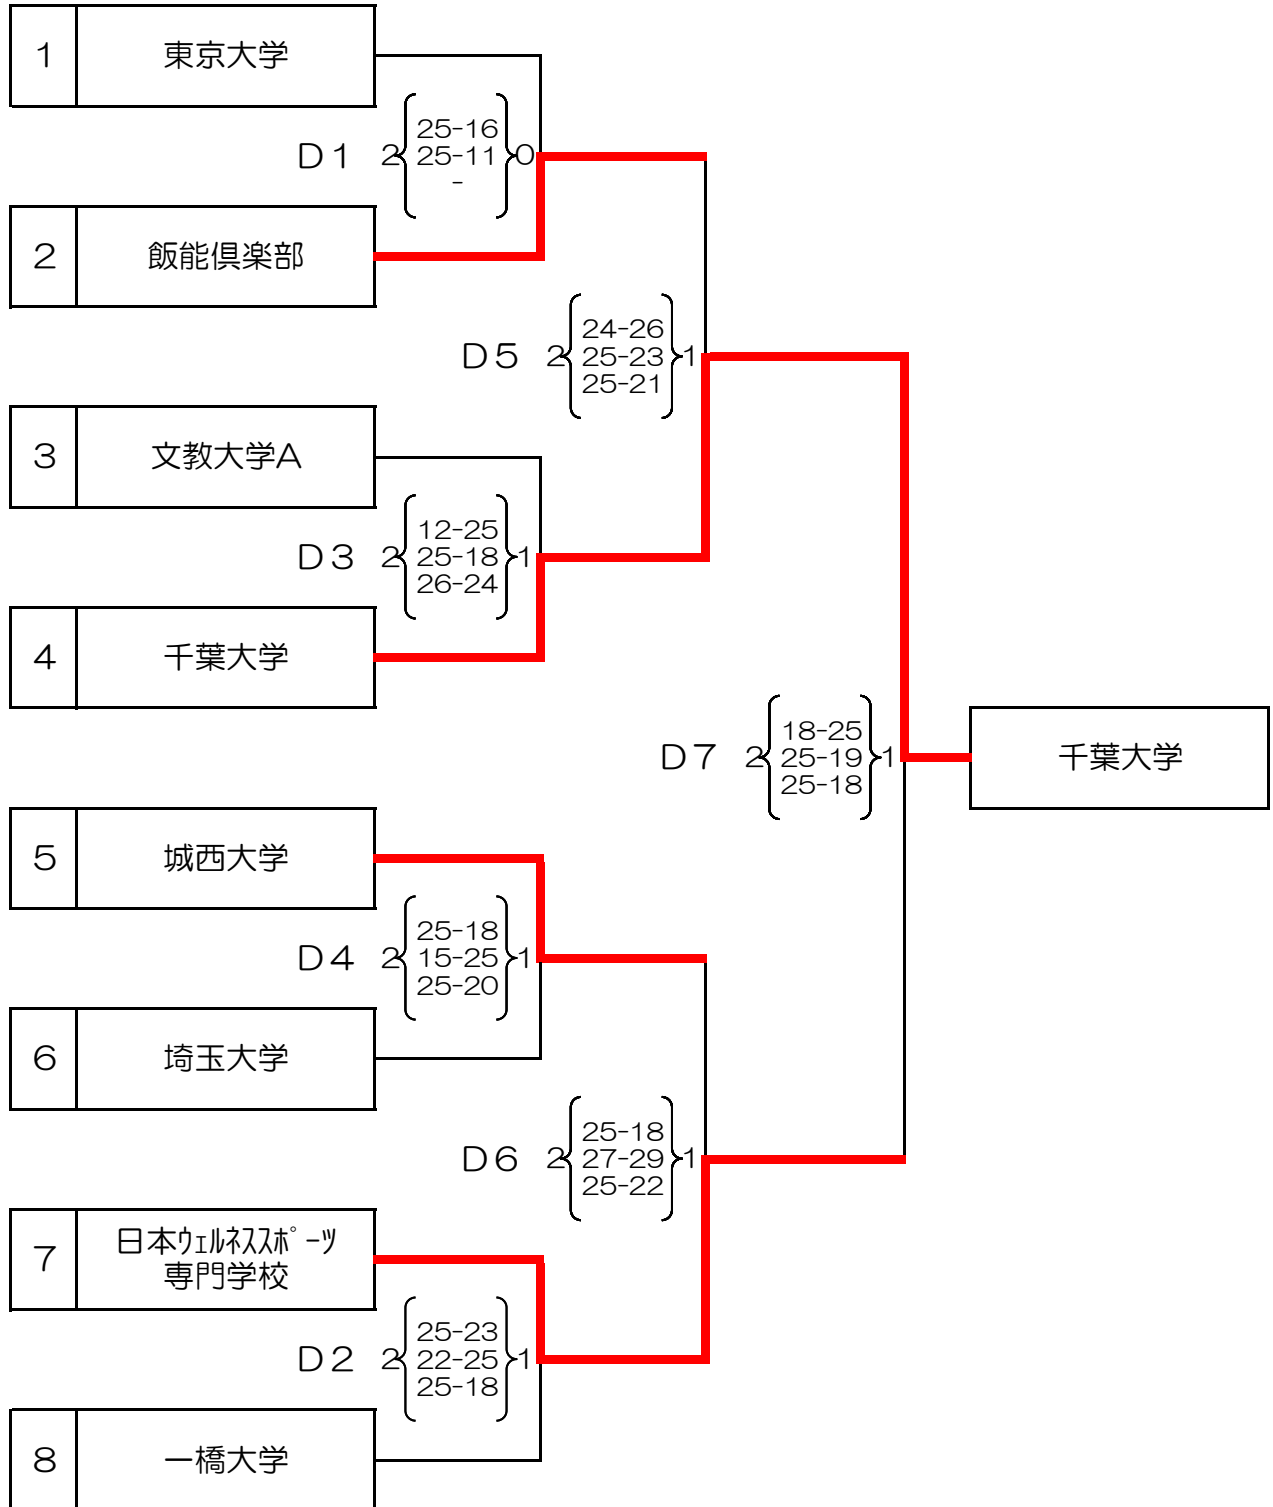 1 東京大学
D1 2 25-16 0
25-11
-
2 飯能倶楽部
D5 2 24-26 1
25-23
25-21
3 文教大学A
D3 2 12-25 1
25-18
26-24
4 千葉大学
D7 2 18-25 1
25-19
25-18
千葉大学
5 城西大学
D4 2 25-18 1
15-25
25-20
6 埼玉大学
D6 2 25-18 1
27-29
25-22
7 日本ｳｪﾙﾈｽｽﾎﾟｰﾂ
専門学校
D2 2 25-23 1
22-25
25-18
8 一橋大学